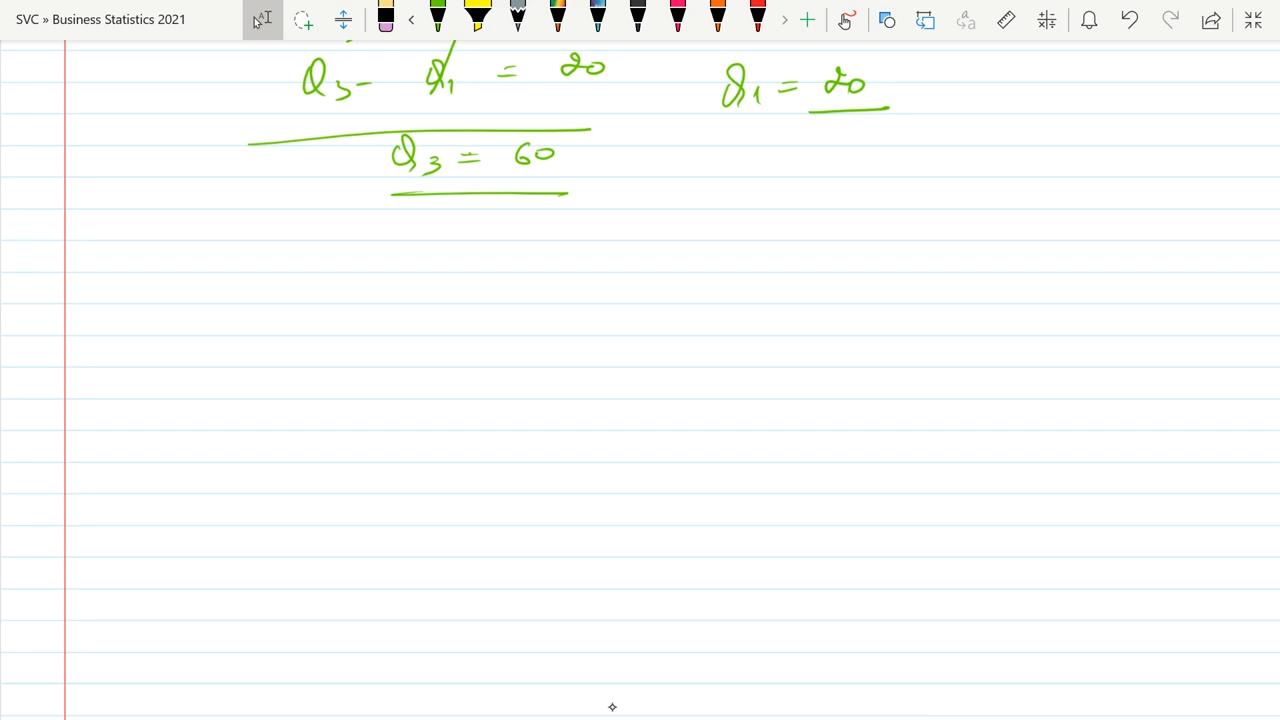 SVC » Business Statistics 2021
Q₃ - Q₁ = 20
Q₁ = 20
Q₃ = 60